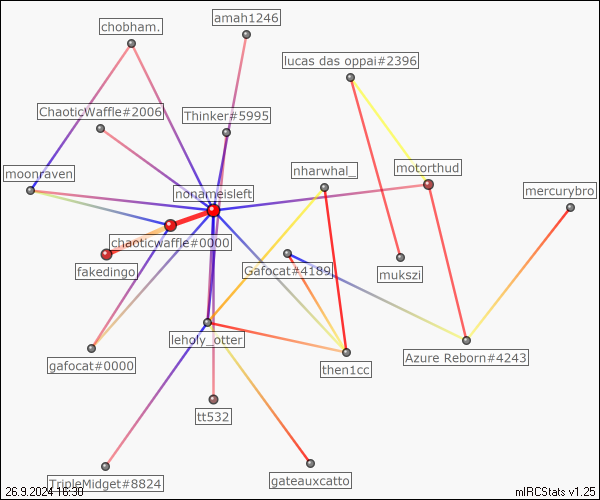 amah1246
chobham.
lucas das oppai#2396
ChaoticWaffle#2006
Thinker#5995
nharwhal_
motorthud
moonraven
nonameisleft
mercurybro
chaoticwaffle#0000
fakedingo
Gafocat#4189
mukszi
leholy_otter
gafocat#0000
then1cc
Azure Reborn#4243
tt532
TripleMidget#8824
gateauxcatto
26.9.2024 16:30
mIRCStats v1.25